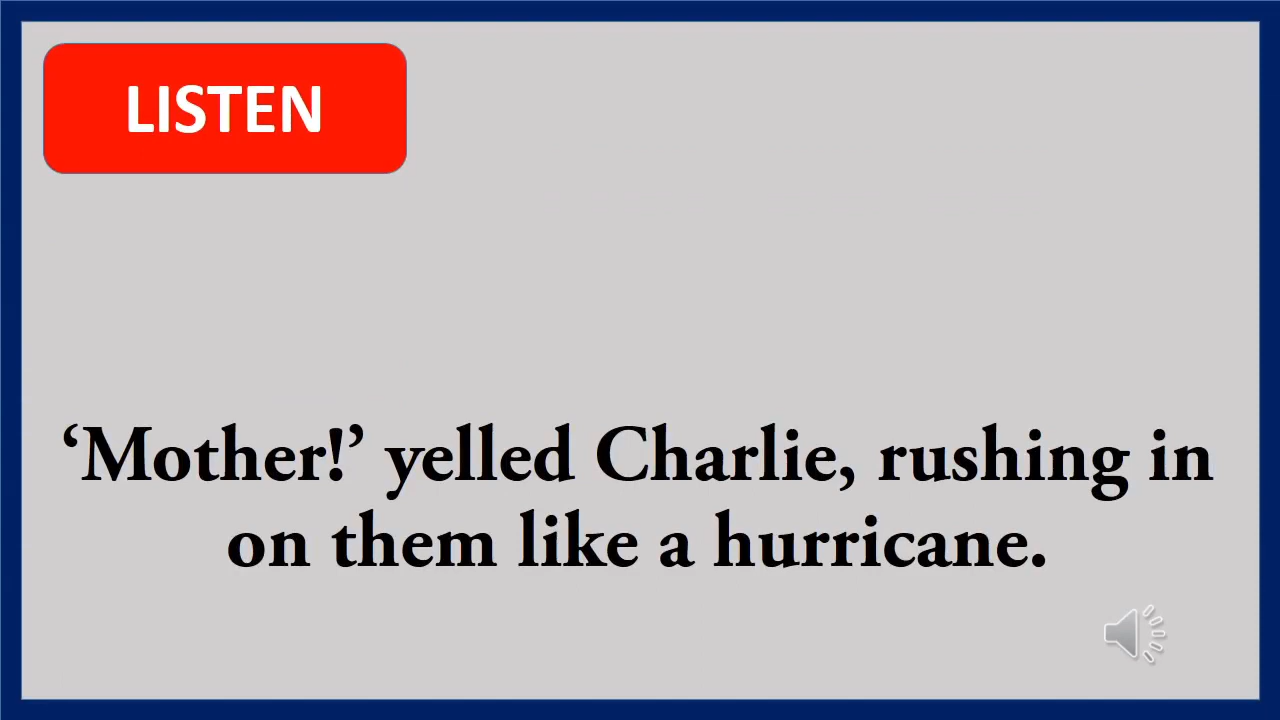 LISTEN
‘Mother!’ yelled Charlie, rushing in
on them like a hurricane.